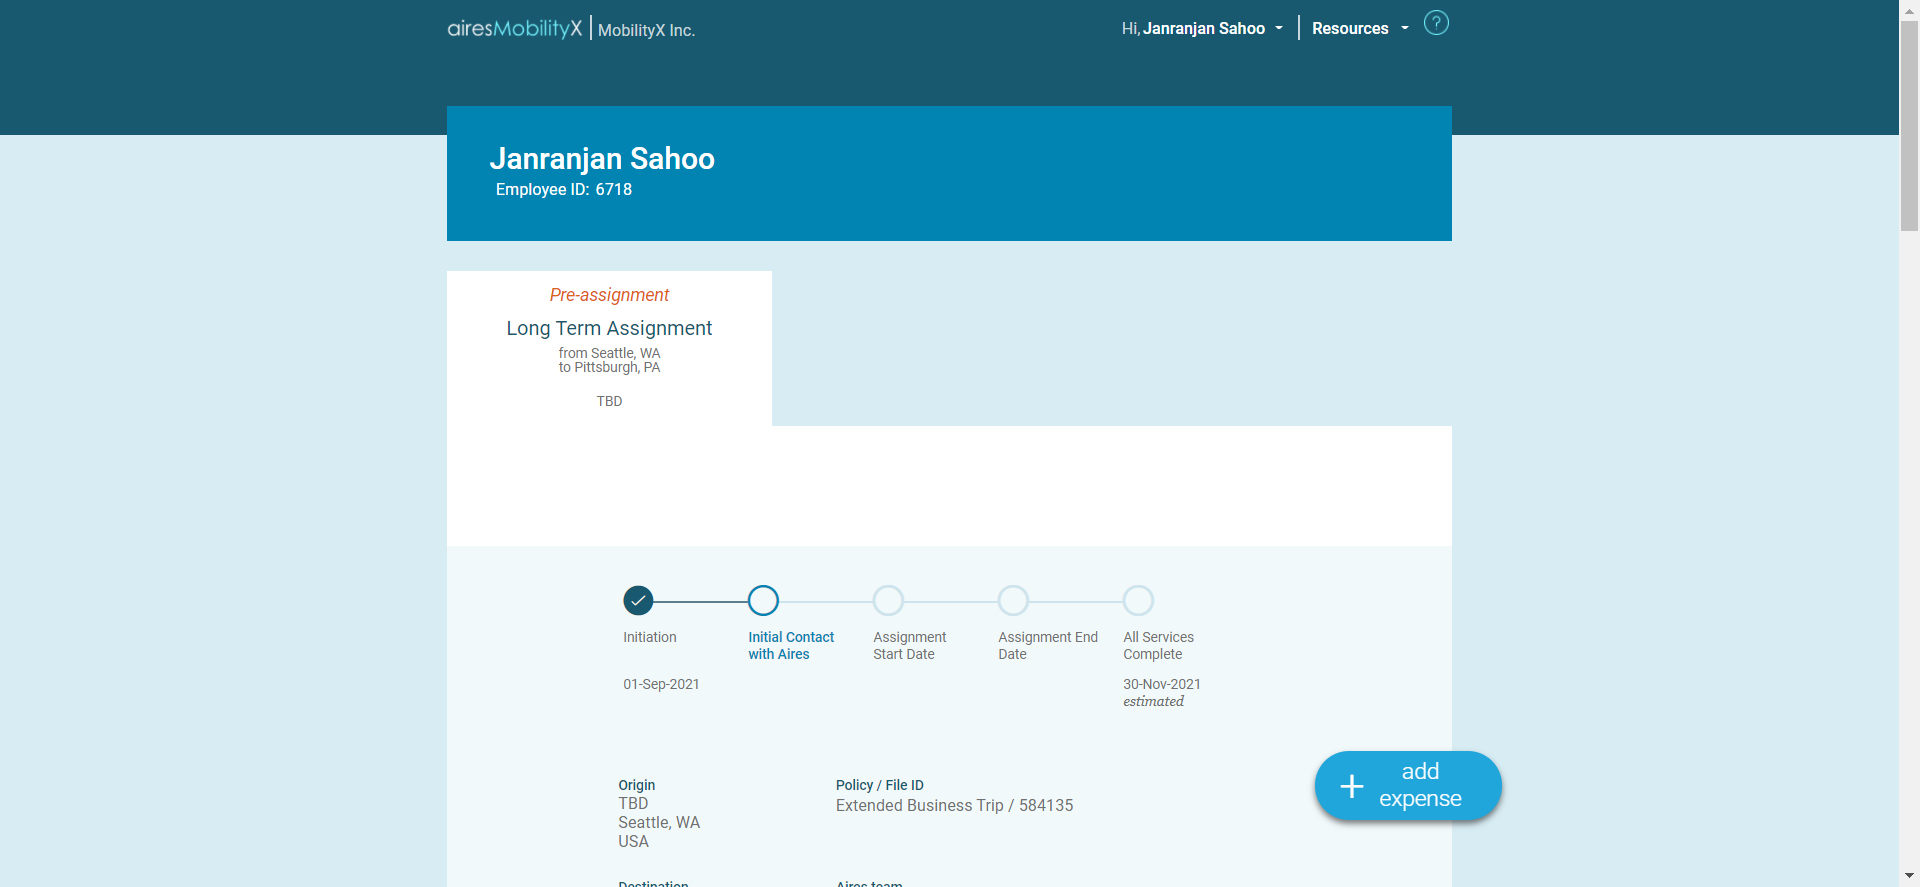 airesMobilityX MobilityX Inc.
Hi, Janranjan Sahoo Resources ?
Janranjan Sahoo
Employee ID: 6718
Pre-assignment
Long Term Assignment
from Seattle, WA
to Pittsburgh, PA
TBD
Initiation
01-Sep-2021
Initial Contact
with Aires
Assignment
Start Date
Assignment End
Date
All Services
Complete
30-Nov-2021
estimated
Origin
TBD
Seattle, WA
USA
Policy / File ID
Extended Business Trip / 584135
add
expense
Destination
Aires team